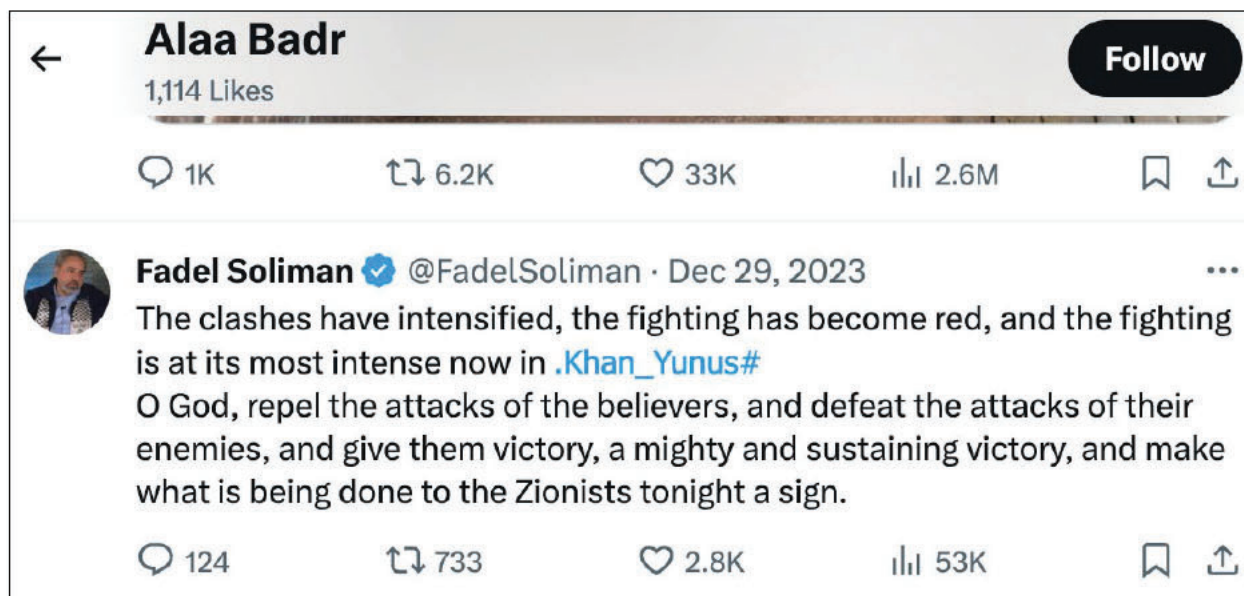 Alaa Badr
1,114 Likes
Follow
1K 6.2K 33K 2.6M
Fadel Soliman @FadelSoliman · Dec 29, 2023
The clashes have intensified, the fighting has become red, and the fighting
is at its most intense now in .Khan_Yunus#
O God, repel the attacks of the believers, and defeat the attacks of their
enemies, and give them victory, a mighty and sustaining victory, and make
what is being done to the Zionists tonight a sign.
124 733 2.8K 53K